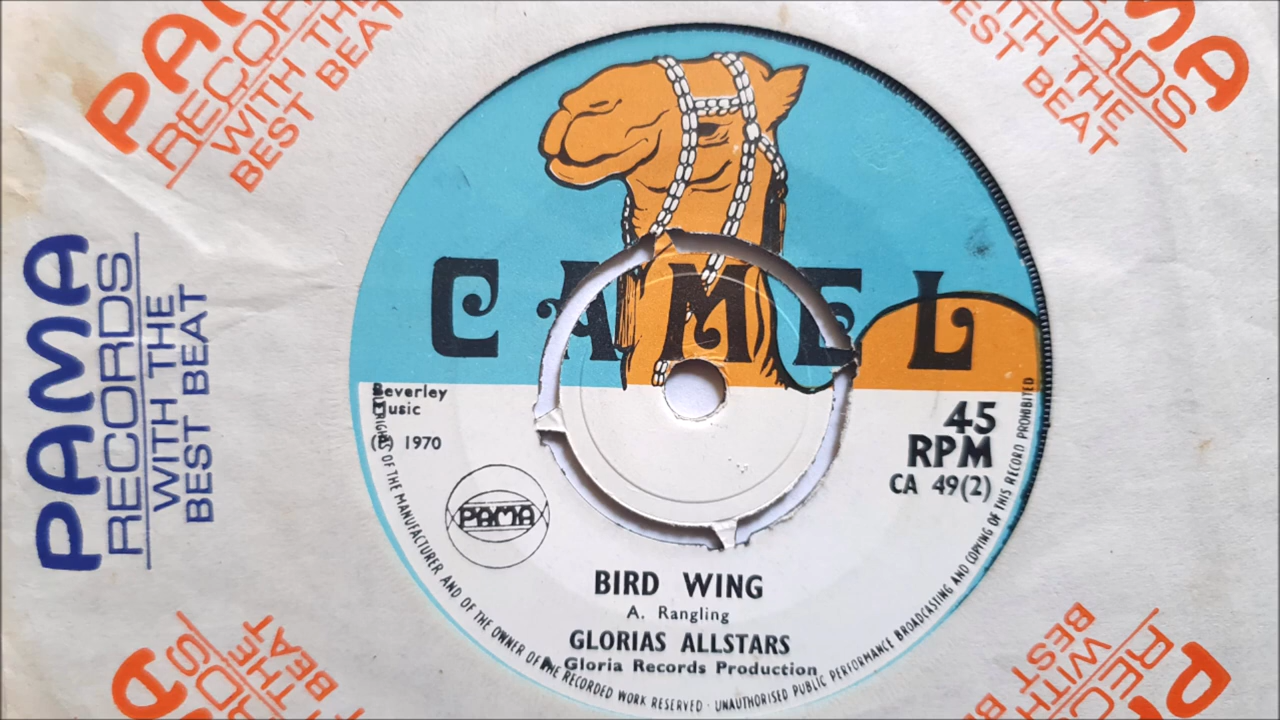 PAMA
RECORDS
WITH THE
BEST BEAT
RECORDS
WITH THE
BEST BEAT
PAMA
RECORDS
WITH THE
BEST BEAT
CAMEL
Beverley
Music
(P) 1970
45
RPM
CA 49(2)
PAMA
BIRD WING
A. Rangling
GLORIAS ALLSTARS
A Gloria Records Production
OF THE MANUFACTURER AND OF THE OWNER OF THE RECORDED WORK RESERVED · UNAUTHORISED PUBLIC PERFORMANCE BROADCASTING AND COPYING OF THIS RECORD PROHIBITED
BEAT
BEST
WITH